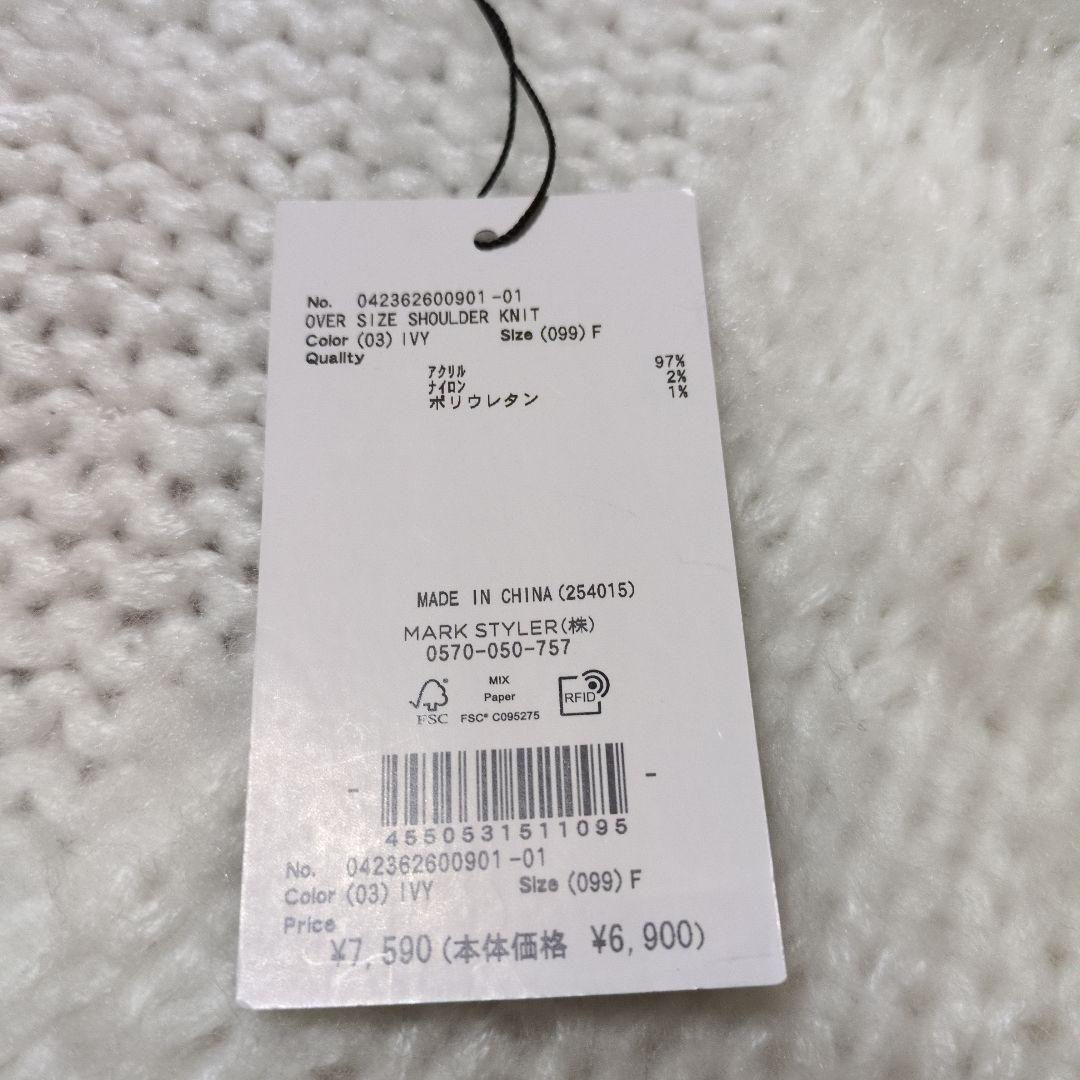 No. 042362600901-01
OVER SIZE SHOULDER KNIT
Color (03) IVY Size (099) F
Quality
アクリル 97%
ナイロン 2%
ポリウレタン 1%
MADE IN CHINA(254015)
MARK STYLER(株)
0570-050-757
MIX
Paper
FSC FSC® C095275
RFID
4550531511095
No. 042362600901-01
Color (03) IVY Size (099) F
Price
¥7,590(本体価格 ¥6,900)